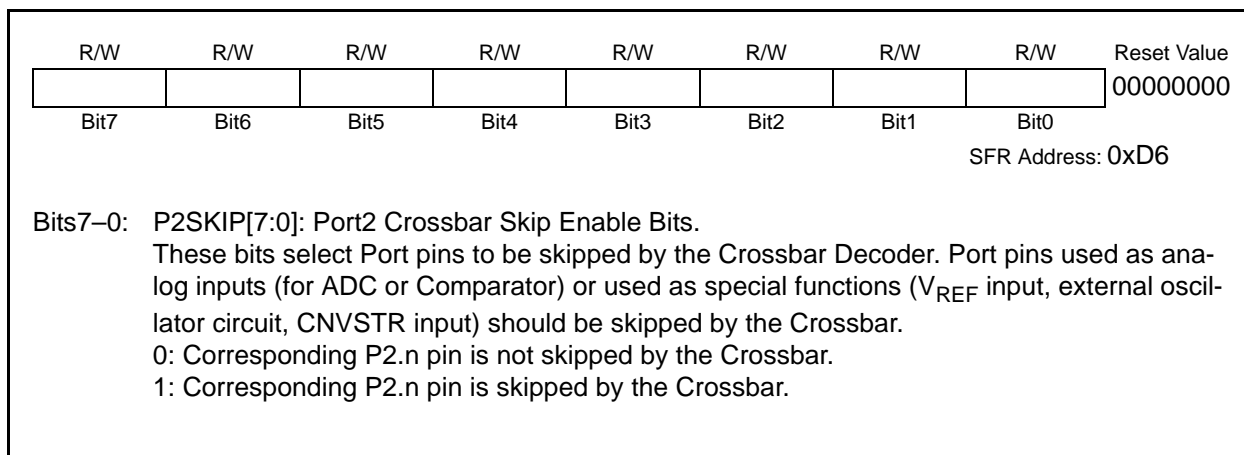 R/W R/W R/W R/W R/W R/W R/W R/W Reset Value
00000000
Bit7 Bit6 Bit5 Bit4 Bit3 Bit2 Bit1 Bit0
SFR Address: 0xD6
Bits7–0: P2SKIP[7:0]: Port2 Crossbar Skip Enable Bits.
These bits select Port pins to be skipped by the Crossbar Decoder. Port pins used as ana-
log inputs (for ADC or Comparator) or used as special functions (VREF input, external oscil-
lator circuit, CNVSTR input) should be skipped by the Crossbar.
0: Corresponding P2.n pin is not skipped by the Crossbar.
1: Corresponding P2.n pin is skipped by the Crossbar.